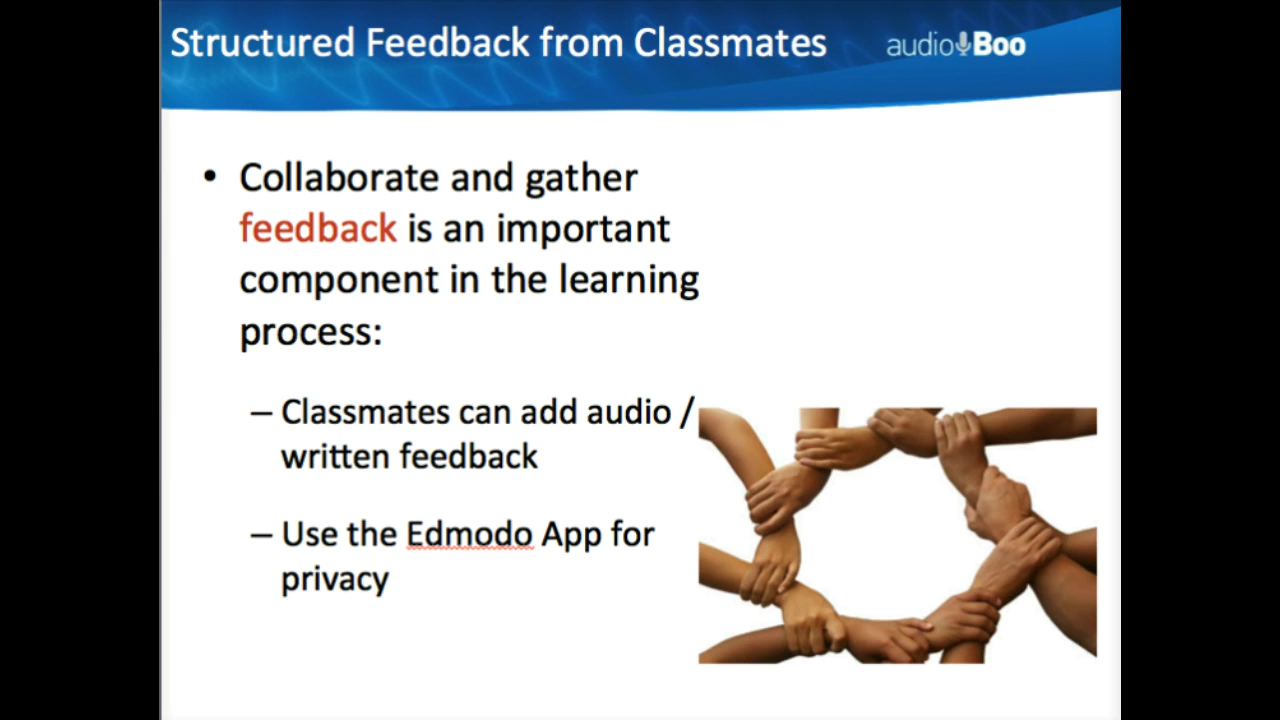 Structured Feedback from Classmates
audioBoo
• Collaborate and gather
feedback is an important
component in the learning
process:
– Classmates can add audio /
written feedback
– Use the Edmodo App for
privacy